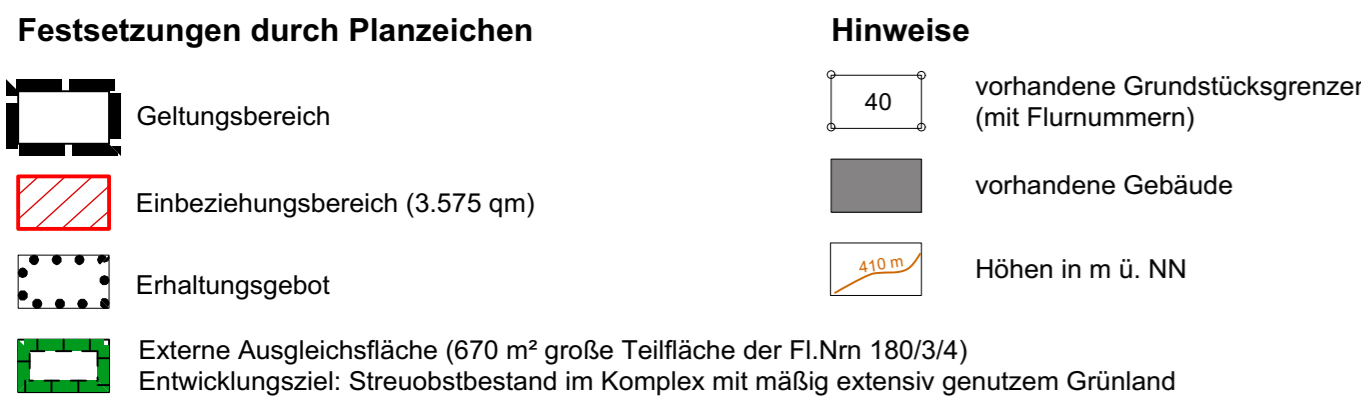 Festsetzungen durch Planzeichen
Geltungsbereich
Einbeziehungsbereich (3.575 qm)
Erhaltungsgebot
Externe Ausgleichsfläche (670 m² große Teilfläche der Fl.Nrn 180/3/4)
Entwicklungsziel: Streuobstbestand im Komplex mit mäßig extensiv genutzem Grünland
Hinweise
40
vorhandene Grundstücksgrenzen
(mit Flurnummern)
vorhandene Gebäude
410 m
Höhen in m ü. NN